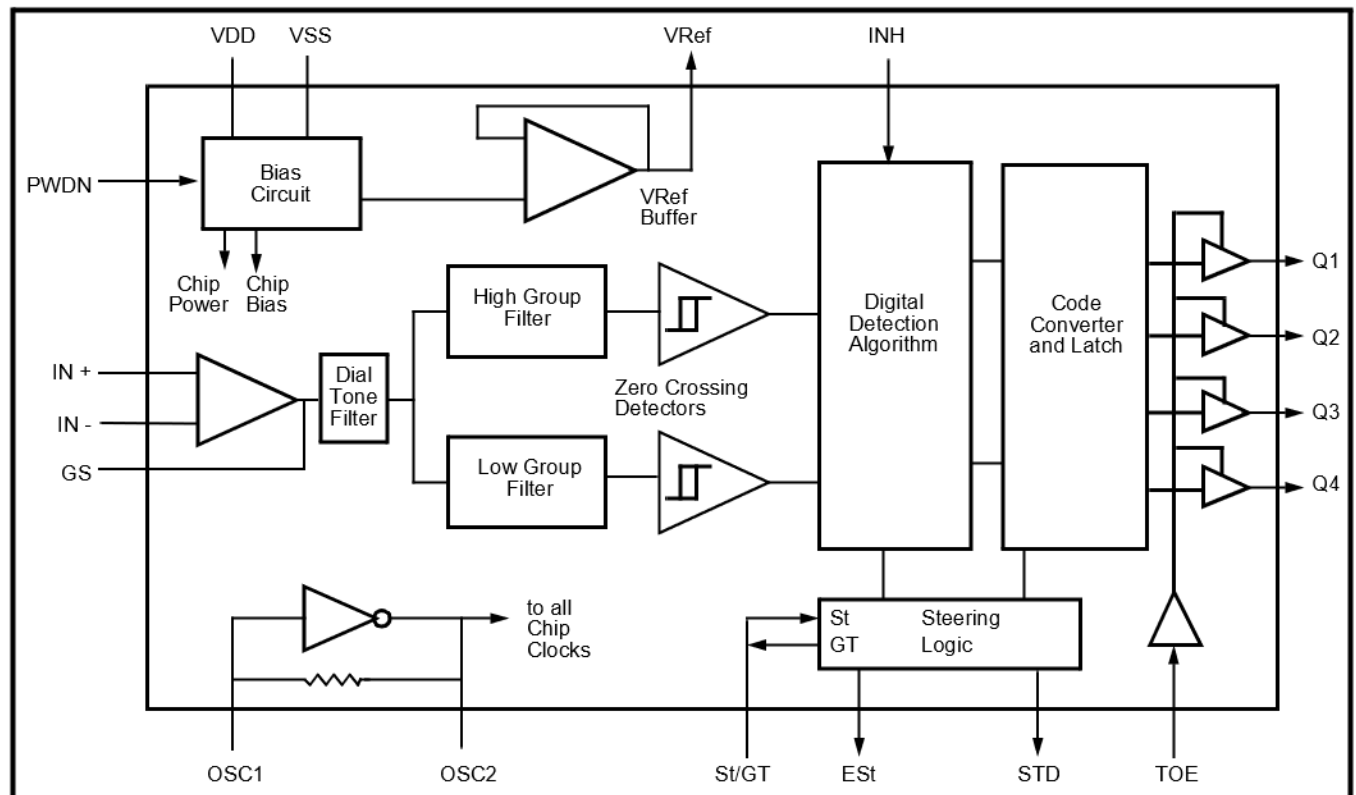 VDD
VSS
VRef
INH
PWDN
Bias
Circuit
VRef
Buffer
Chip
Power
Chip
Bias
High Group
Filter
Digital
Detection
Algorithm
Code
Converter
and Latch
Q1
Q2
Q3
Q4
IN +
IN -
GS
Dial
Tone
Filter
Zero Crossing
Detectors
Low Group
Filter
to all
Chip
Clocks
St
GT
Steering
Logic
OSC1
OSC2
St/GT
ESt
STD
TOE